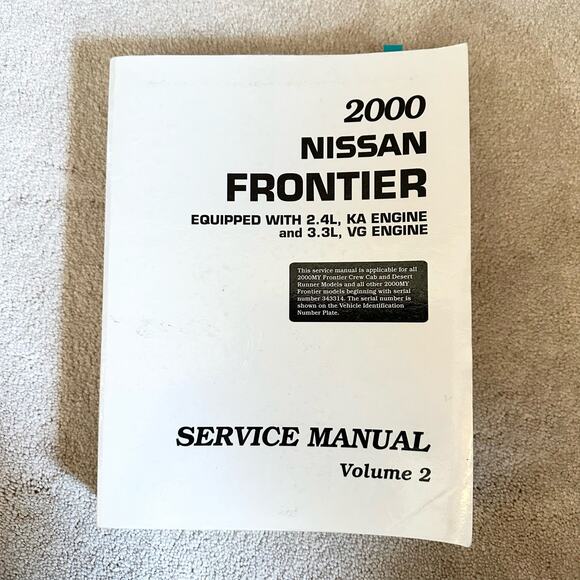 2000
NISSAN
FRONTIER
EQUIPPED WITH 2.4L, KA ENGINE
and 3.3L, VG ENGINE
This service manual is applicable for all
2000MY Frontier Crew Cab and Desert
Runner Models and all other 2000MY
Frontier models beginning with serial
number 343314. The serial number is
shown on the Vehicle Identification
Number Plate.
SERVICE MANUAL
Volume 2